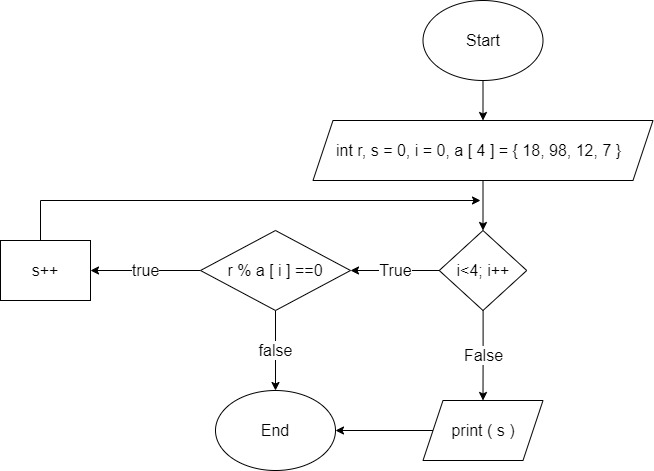 Start
int r, s = 0, i = 0, a [ 4 ] = { 18, 98, 12, 7 }
s++
true
r % a [ i ] ==0
True
i<4; i++
false
False
End
print ( s )